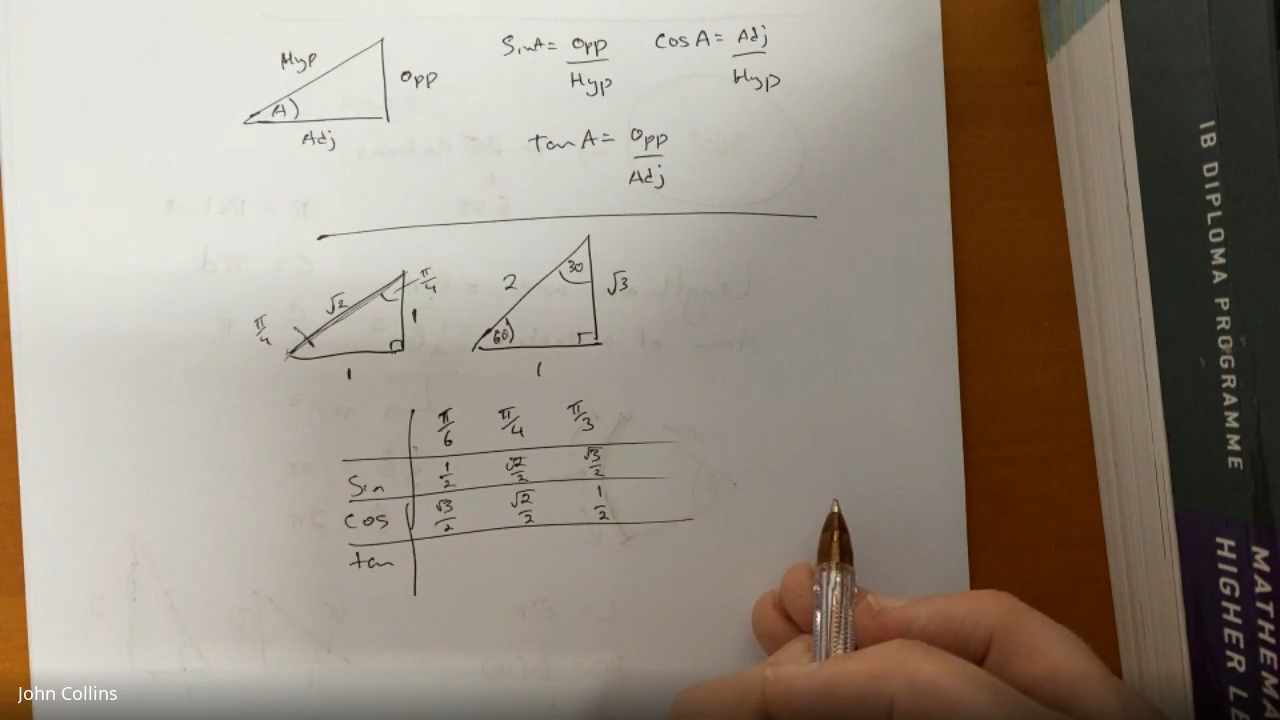 Hyp
Opp
A
Adj
SinA = Opp/Hyp
Cos A = Adj/Hyp
tan A = Opp/Adj
π/4
√2
π/4
1
1
2
30
√3
60
1
π/6 π/4 π/3
Sin 1/2 √2/2 √3/2
Cos √3/2 √2/2 1/2
tan
IB DIPLOMA PROGRAMME
MATHEMA
HIGHER LE
John Collins